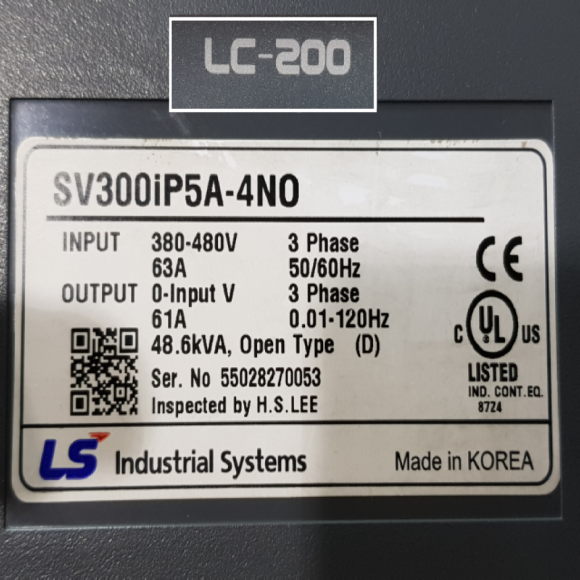 LC-200
SV300iP5A-4NO
INPUT 380-480V 3 Phase
63A 50/60Hz
OUTPUT 0-Input V 3 Phase
61A 0.01-120Hz
48.6kVA, Open Type (D)
Ser. No 55028270053
Inspected by H.S.LEE
CE
C UL US
LISTED
IND. CONT. EQ.
87Z4
LS Industrial Systems
Made in KOREA